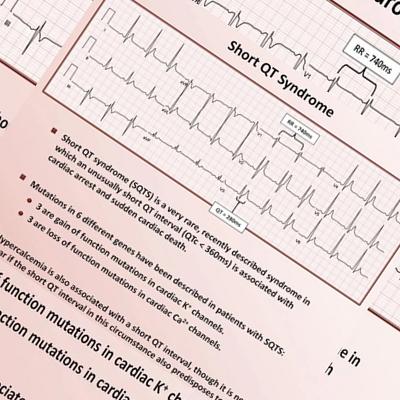 RR = 740ms
Short QT Syndrome
RR = 740ms
QT = 280ms
Short QT syndrome (SQTS) is a very rare, recently described syndrome in
which an unusually short QT interval (QTc < 360ms) is associated with
cardiac arrest and sudden cardiac death.
Mutations in 6 different genes have been described in patients with SQTS:
3 are gain of function mutations in cardiac K+ channels.
3 are loss of function mutations in cardiac Ca2+ channels.
hypercalcemia is also associated with a short QT interval, though it is no
if the short QT interval in this circumstance also predisposes to
function mutations in cardiac K+ ch
nction mutations in cardia
e in